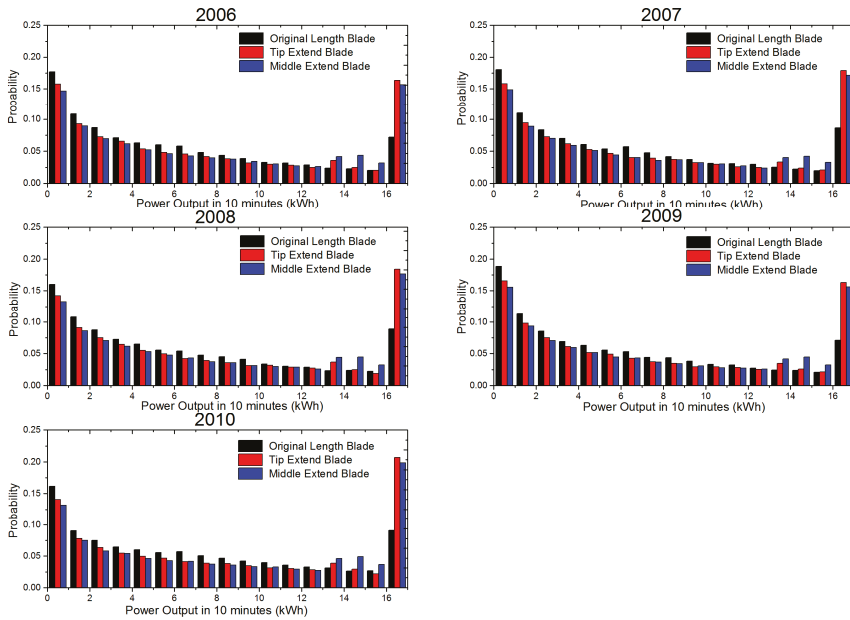 2006
0.25
0.20
0.15
0.10
0.05
0.00
Probability
Original Length Blade
Tip Extend Blade
Middle Extend Blade
0 2 4 6 8 10 12 14 16
Power Output in 10 minutes (kWh)
2007
0.25
0.20
0.15
0.10
0.05
0.00
Probability
Original Length Blade
Tip Extend Blade
Middle Extend Blade
0 2 4 6 8 10 12 14 16
Power Output in 10 minutes (kWh)
2008
0.25
0.20
0.15
0.10
0.05
0.00
Probability
Original Length Blade
Tip Extend Blade
Middle Extend Blade
0 2 4 6 8 10 12 14 16
Power Output in 10 minutes (kWh)
2009
0.25
0.20
0.15
0.10
0.05
0.00
Probability
Original Length Blade
Tip Extend Blade
Middle Extend Blade
0 2 4 6 8 10 12 14 16
Power Output in 10 minutes (kWh)
2010
0.25
0.20
0.15
0.10
0.05
0.00
Probability
Original Length Blade
Tip Extend Blade
Middle Extend Blade
0 2 4 6 8 10 12 14 16
Power Output in 10 minutes (kWh)